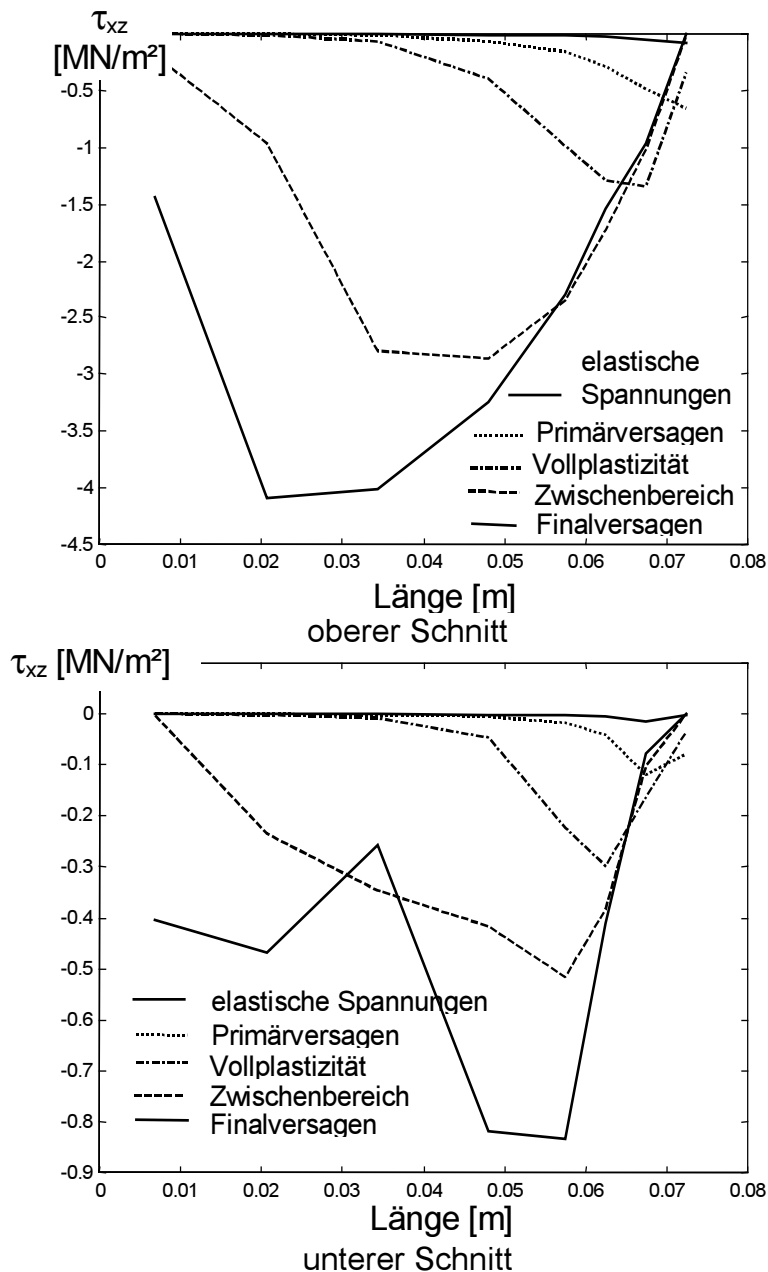 τxz
[MN/m²]
-0.5
-1
-1.5
-2
-2.5
-3
-3.5
-4
-4.5
elastische
Spannungen
Primärversagen
Vollplastizität
Zwischenbereich
Finalversagen
0 0.01 0.02 0.03 0.04 0.05 0.06 0.07 0.08
Länge [m]
oberer Schnitt
τxz [MN/m²]
0
-0.1
-0.2
-0.3
-0.4
-0.5
-0.6
-0.7
-0.8
-0.9
elastische Spannungen
Primärversagen
Vollplastizität
Zwischenbereich
Finalversagen
0 0.01 0.02 0.03 0.04 0.05 0.06 0.07 0.08
Länge [m]
unterer Schnitt